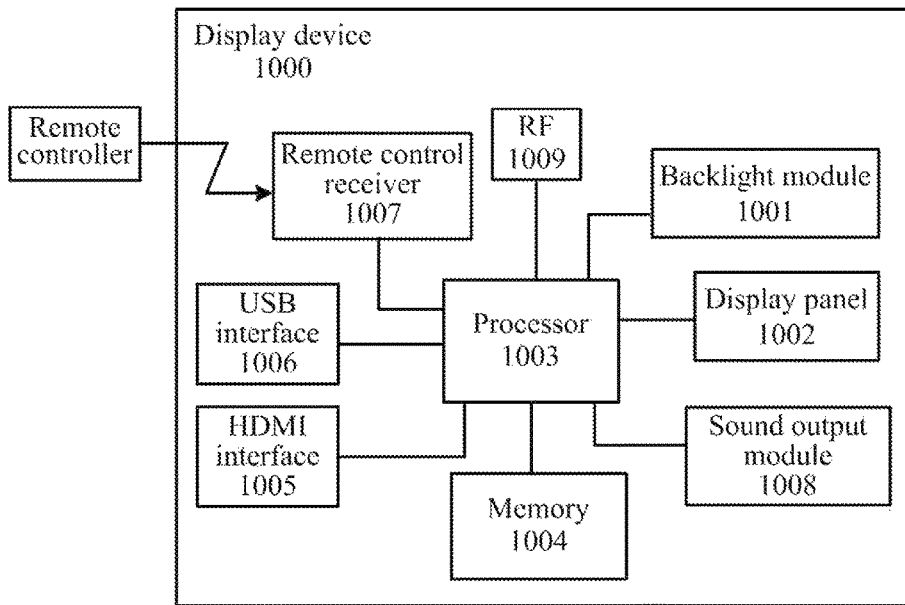 Display device
1000
Remote
controller
Remote control
receiver
1007
RF
1009
Backlight module
1001
USB
interface
1006
Processor
1003
Display panel
1002
HDMI
interface
1005
Memory
1004
Sound output
module
1008